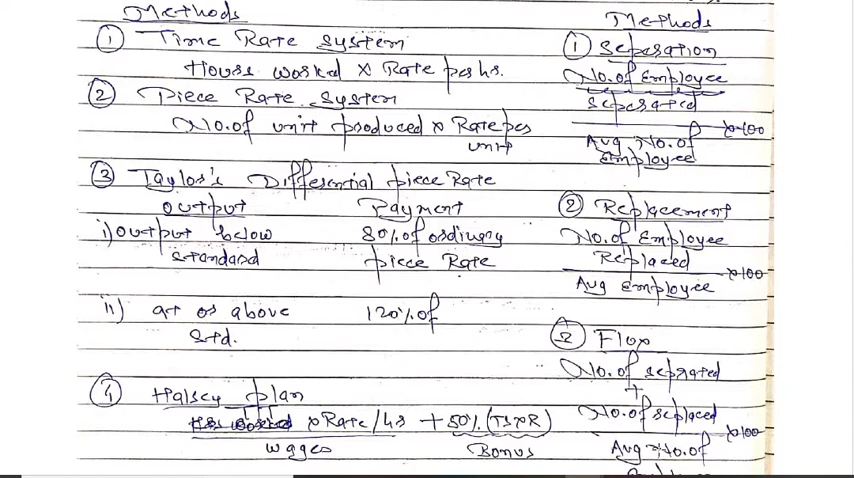 Methods
① Time Rate System
Hours worked × Rate per hr.
② Piece Rate System
No. of unit produced × Rate per
unit
③ Taylor's Differential piece Rate
output Payment
i) output below 80% of ordinary
standard piece Rate
ii) at or above 120% of
std.
④ Halsey plan
Hrs worked × Rate/hr + 50% (TS×R)
wages Bonus
Methods
① Separation
No. of Employee
Separated
× 100
Avg No. of
Employee
② Replacement
No. of Employee
Replaced
× 100
Avg Employee
Flux
No. of seprated
+
No. of replaced
× 100
Avg No. of